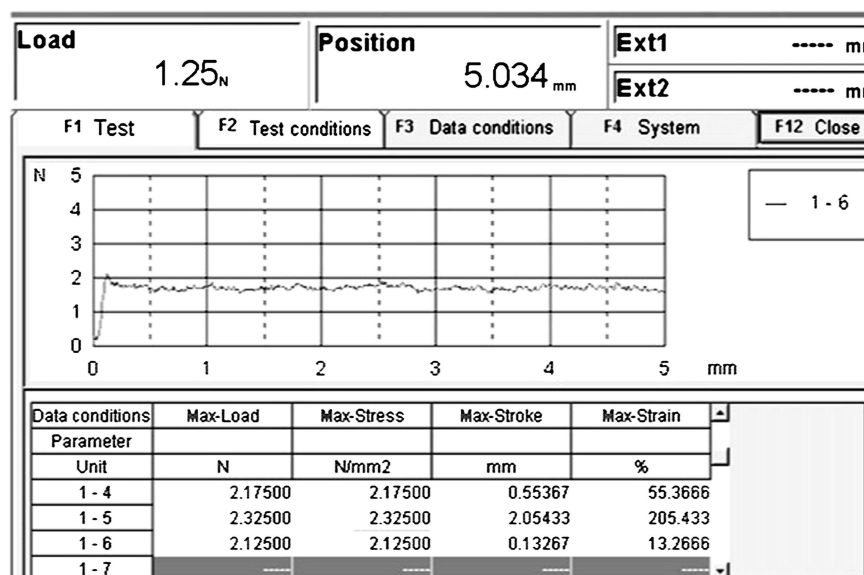 Load Position Ext1 ----- m
1.25 N 5.034 mm Ext2 ----- m
F1 Test F2 Test conditions F3 Data conditions F4 System F12 Close
N 5
4
3
2
1
0
0 1 2 3 4 5 mm
— 1 - 6
Data conditions Max-Load Max-Stress Max-Stroke Max-Strain
Parameter
Unit N N/mm2 mm %
1 - 4 2.17500 2.17500 0.55367 55.3666
1 - 5 2.32500 2.32500 2.05433 205.433
1 - 6 2.12500 2.12500 0.13267 13.2666
1 - 7 ----- ----- ----- -----